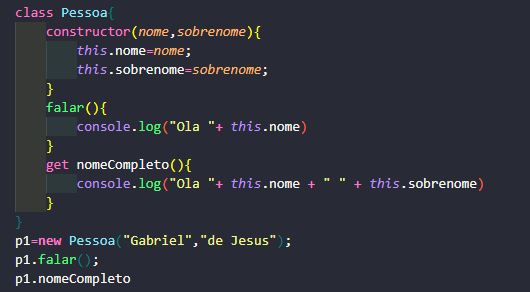 class Pessoa{
    constructor(nome,sobrenome){
        this.nome=nome;
        this.sobrenome=sobrenome;
    }
    falar(){
        console.log("Ola "+ this.nome)
    }
    get nomeCompleto(){
        console.log("Ola "+ this.nome + " " + this.sobrenome)
    }
}
p1=new Pessoa("Gabriel","de Jesus");
p1.falar();
p1.nomeCompleto